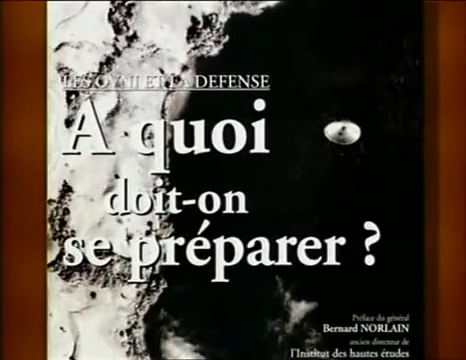 LES OVNI ET LA DEFENSE
A quoi
doit-on
se préparer ?
Préface du général
Bernard NORLAIN
ancien directeur de
l'Institut des hautes études